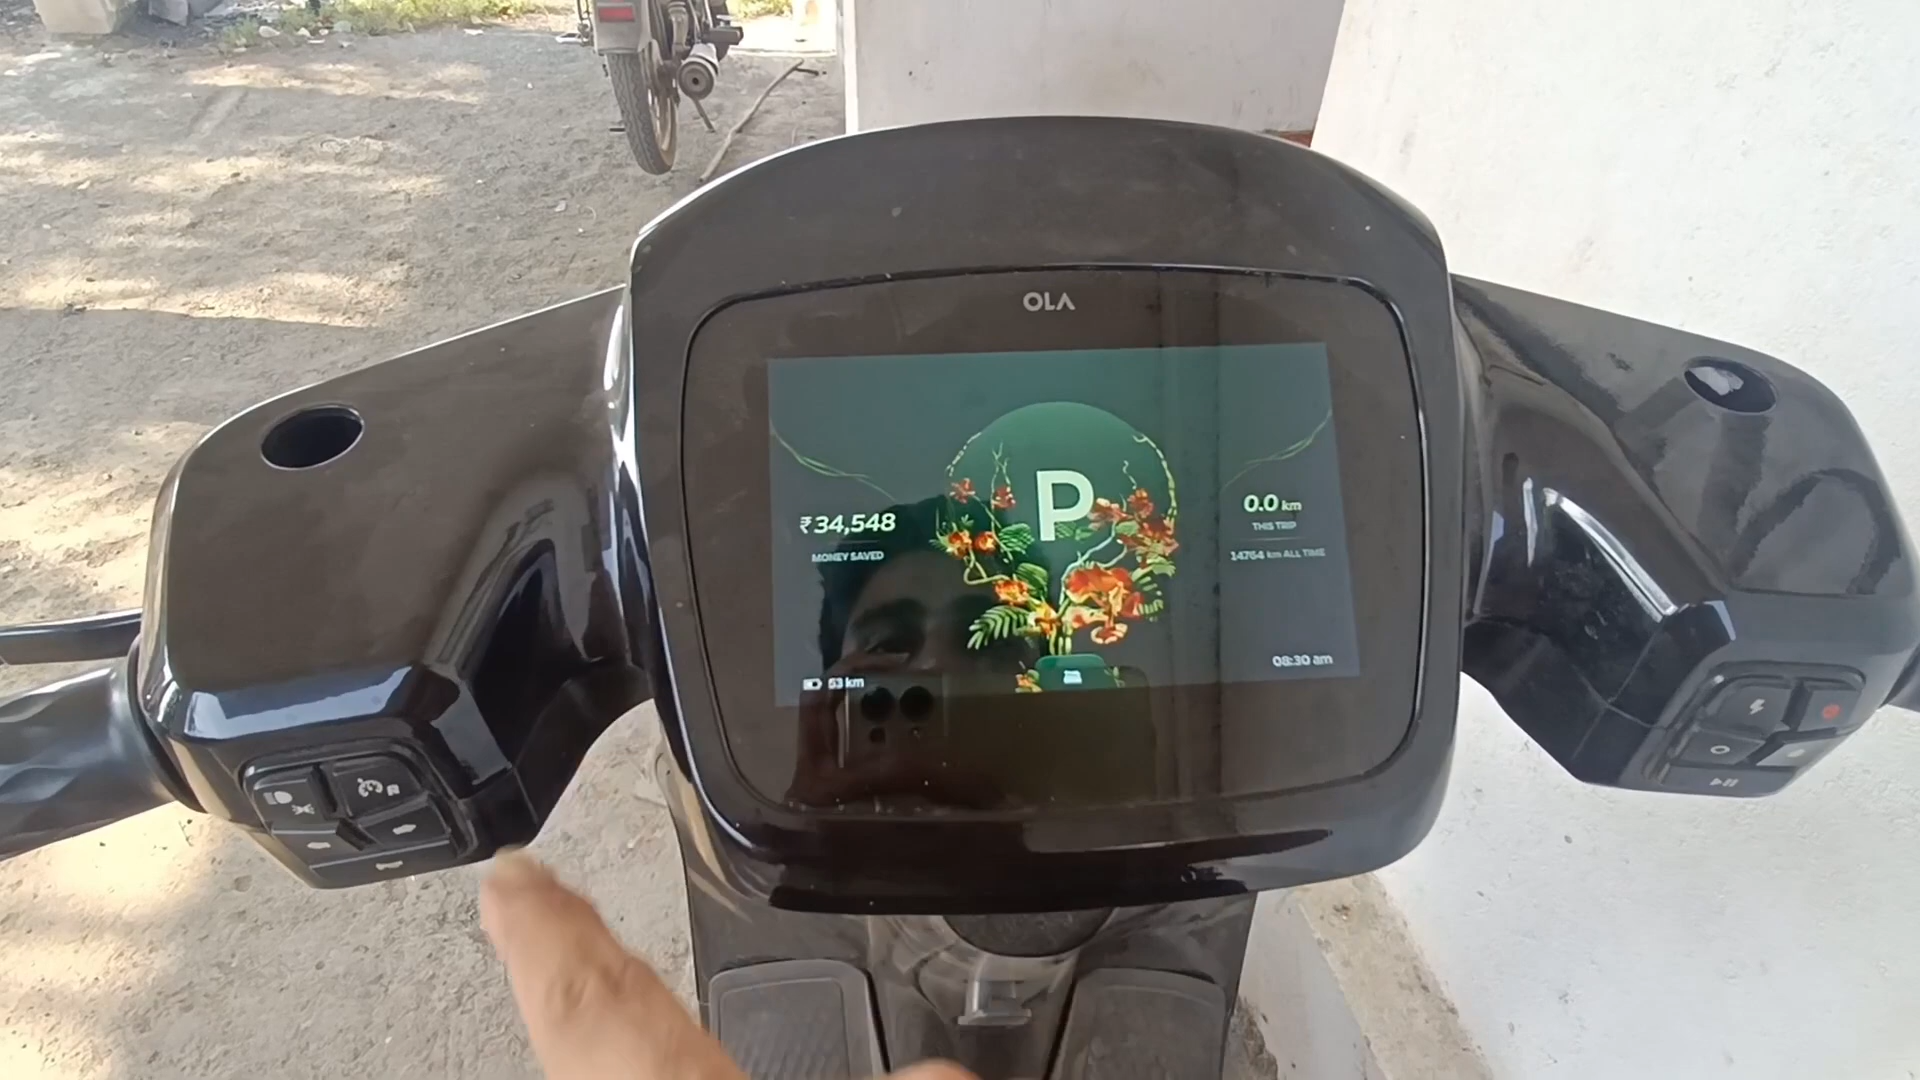 OLA
P
₹34,548
MONEY SAVED
0.0 km
THIS TRIP
14764 km ALL TIME
53 km
08:30 am